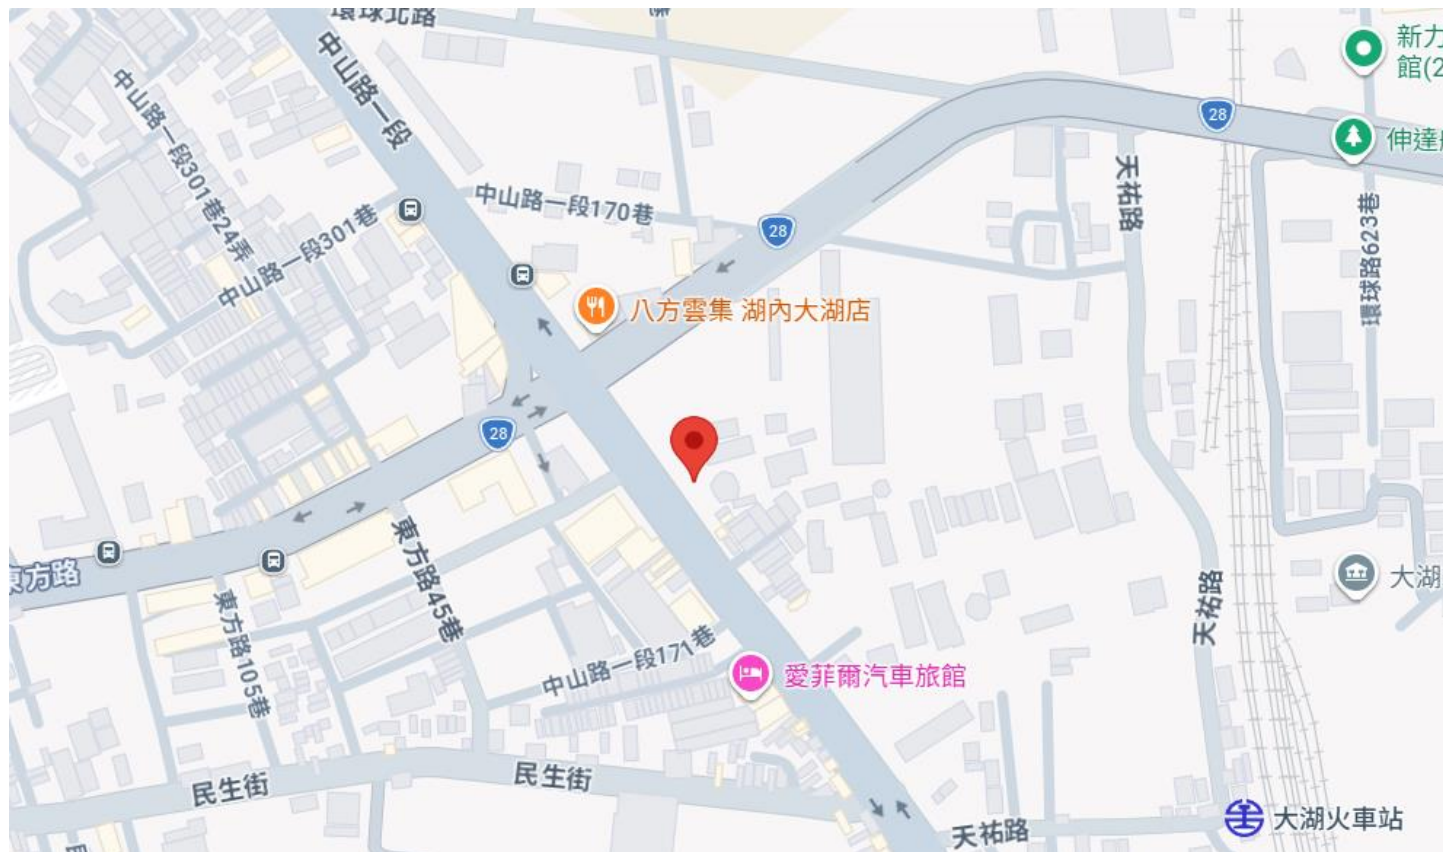 環球北路
中山路一段
新力
館(2
28
伸達
中山路一段301巷24弄
天祐路
中山路一段170巷
中山路一段301巷
28
環球路623巷
八方雲集 湖內大湖店
28
東方路
東方路45巷
大湖
天祐路
東方路105巷
中山路一段171巷
愛菲爾汽車旅館
民生街
民生街
天祐路
大湖火車站